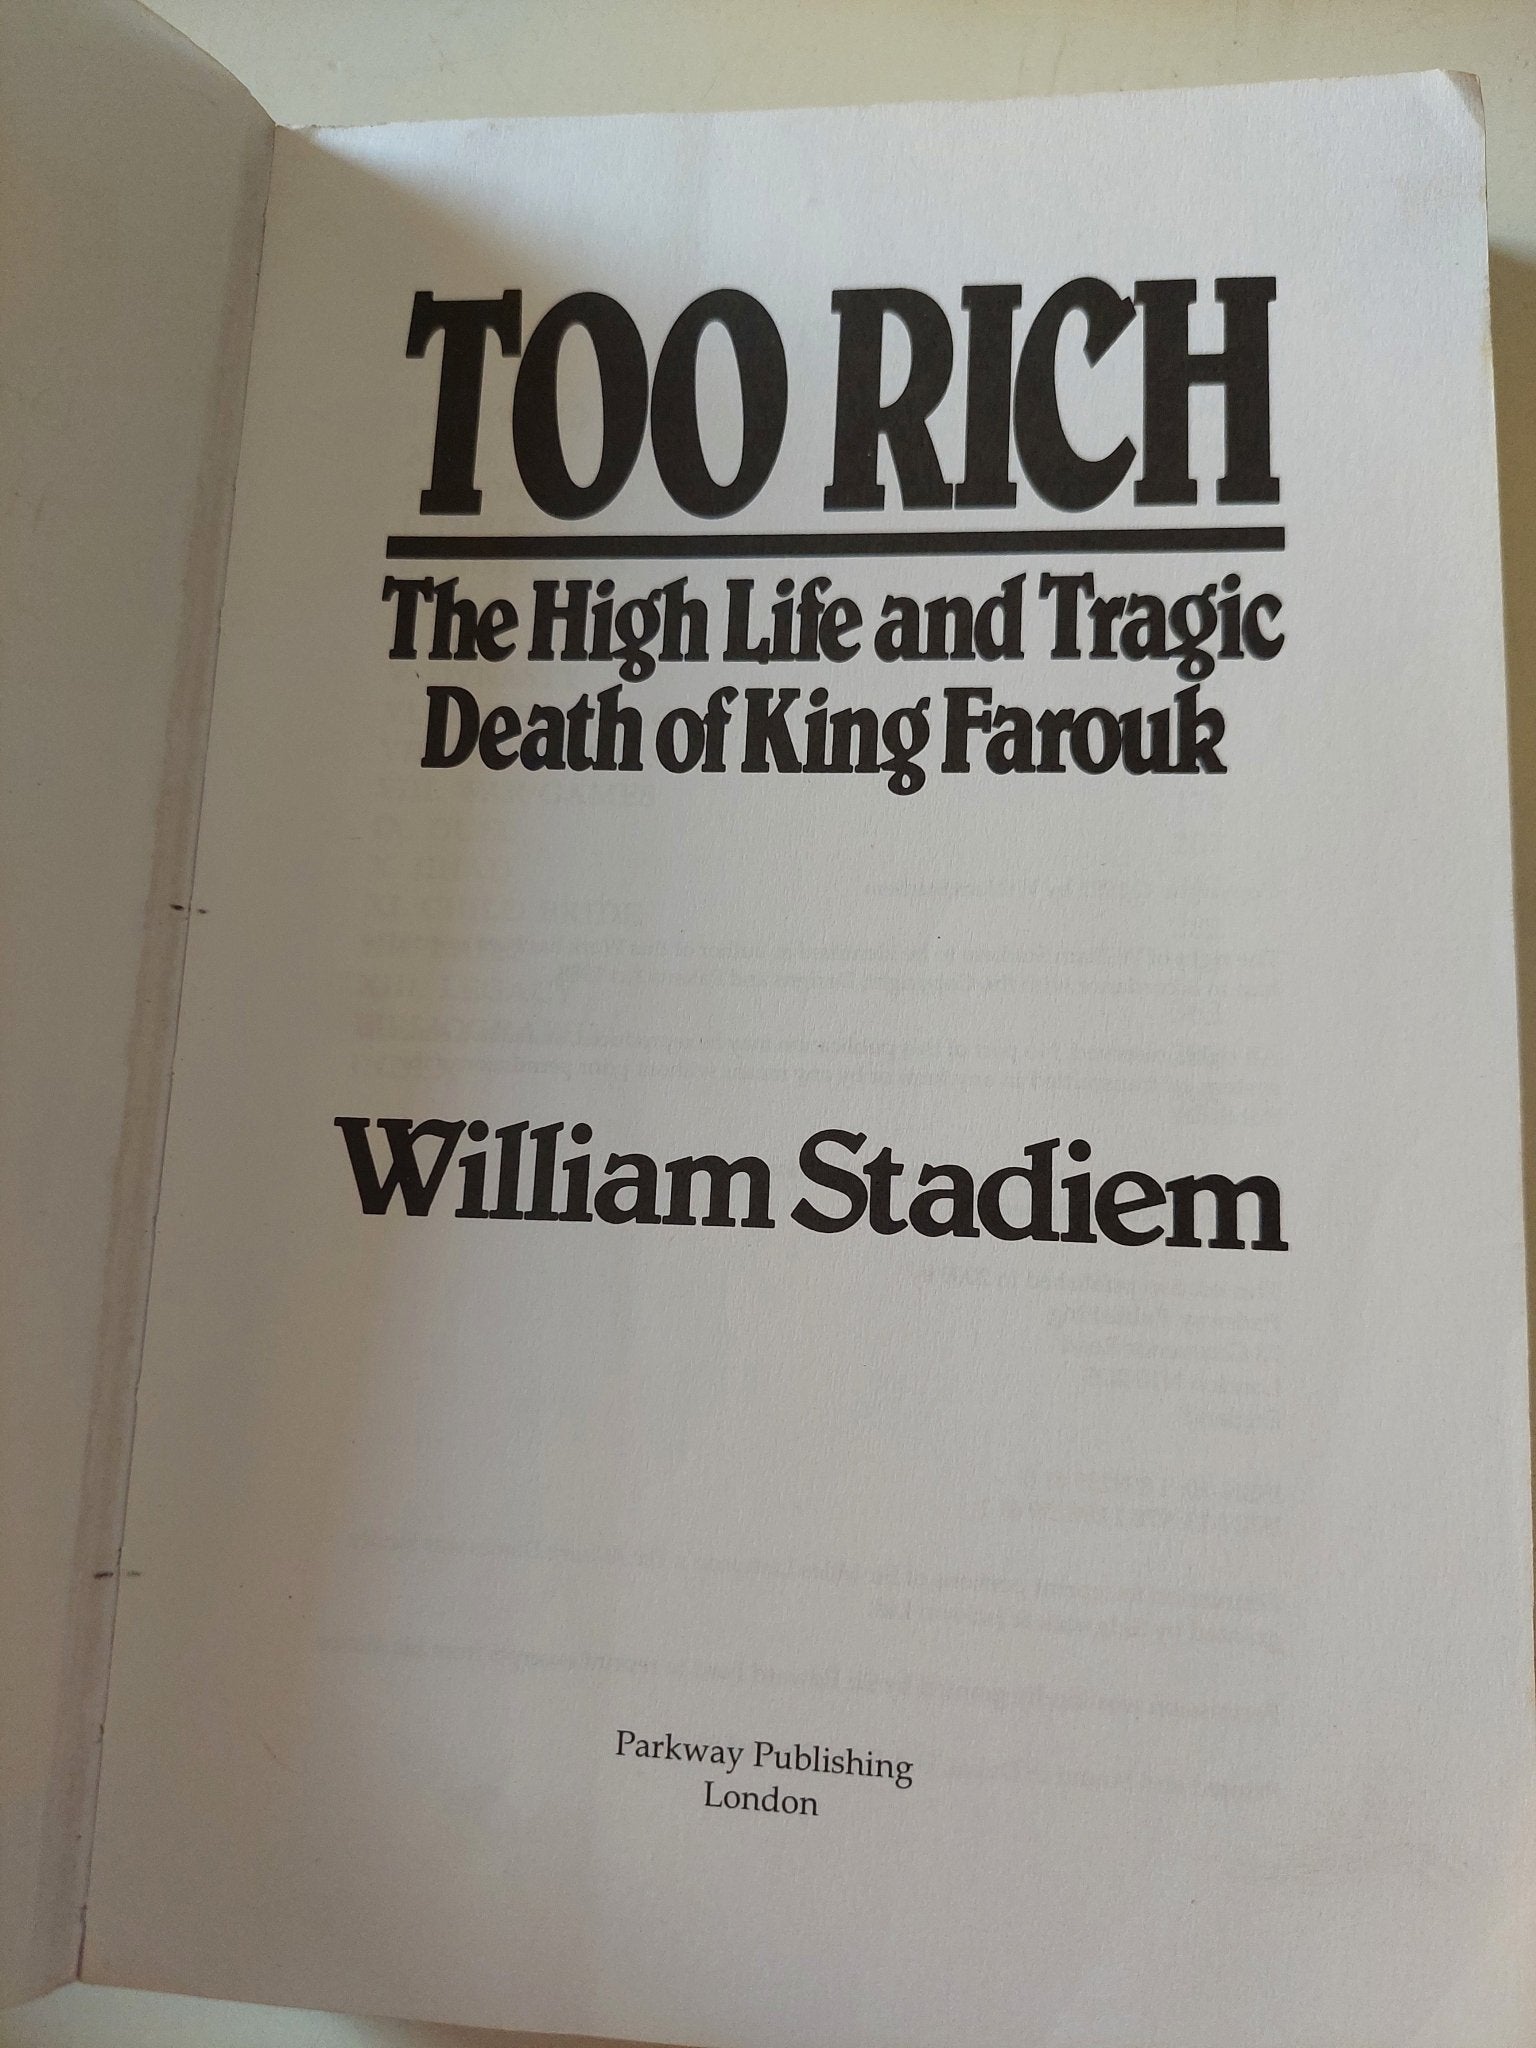 TOO RICH
The High Life and Tragic
Death of King Farouk
William Stadiem
Parkway Publishing
London